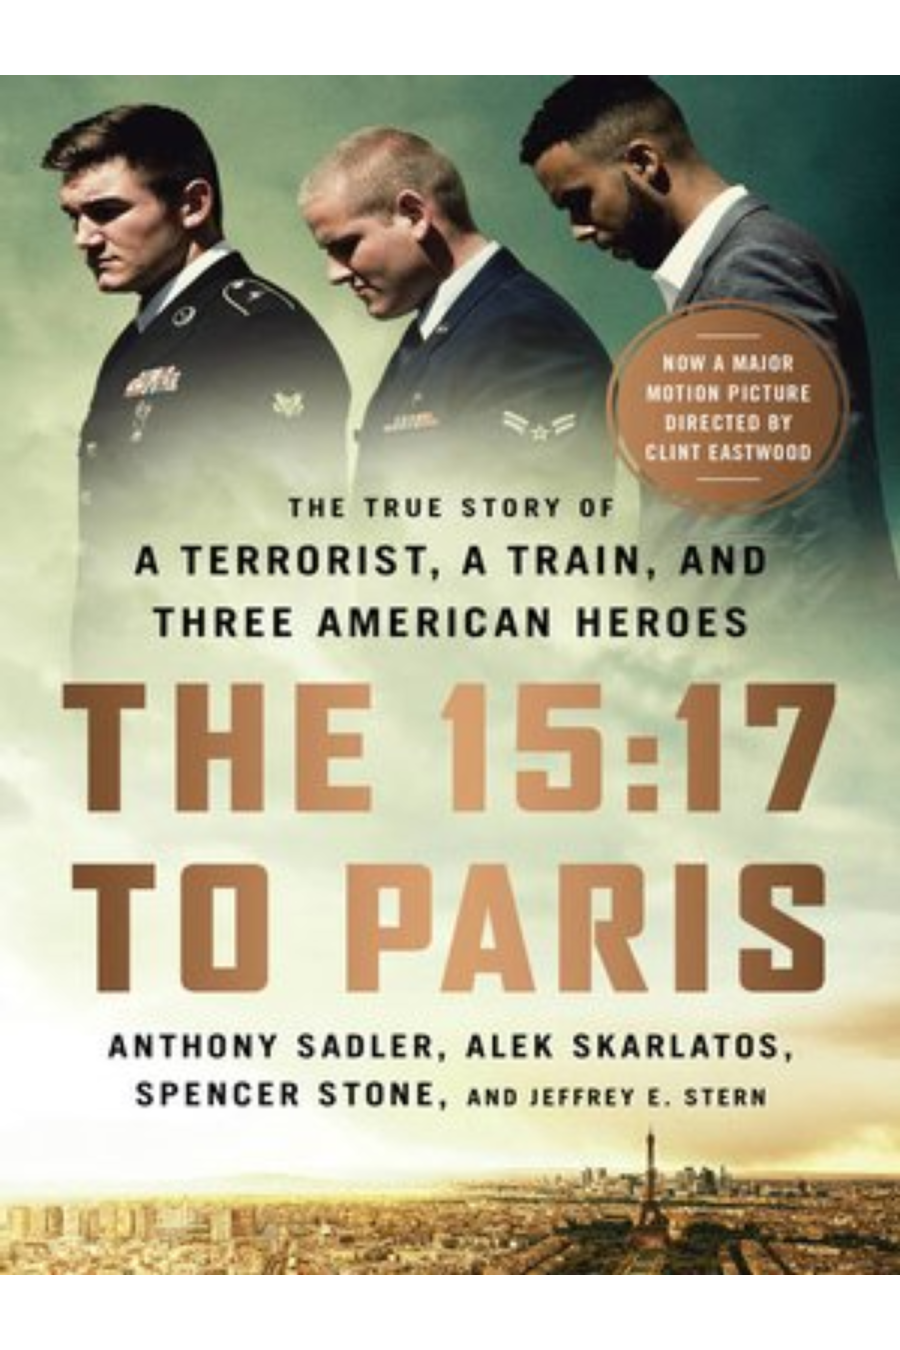 NOW A MAJOR
MOTION PICTURE
DIRECTED BY
CLINT EASTWOOD
THE TRUE STORY OF
A TERRORIST, A TRAIN, AND
THREE AMERICAN HEROES
THE 15:17
TO PARIS
ANTHONY SADLER, ALEK SKARLATOS,
SPENCER STONE, AND JEFFREY E. STERN